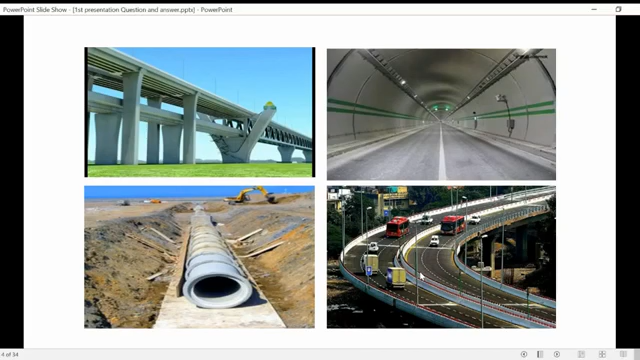 PowerPoint Slide Show - [1st presentation Question and answer.pptx] - PowerPoint
4 of 34